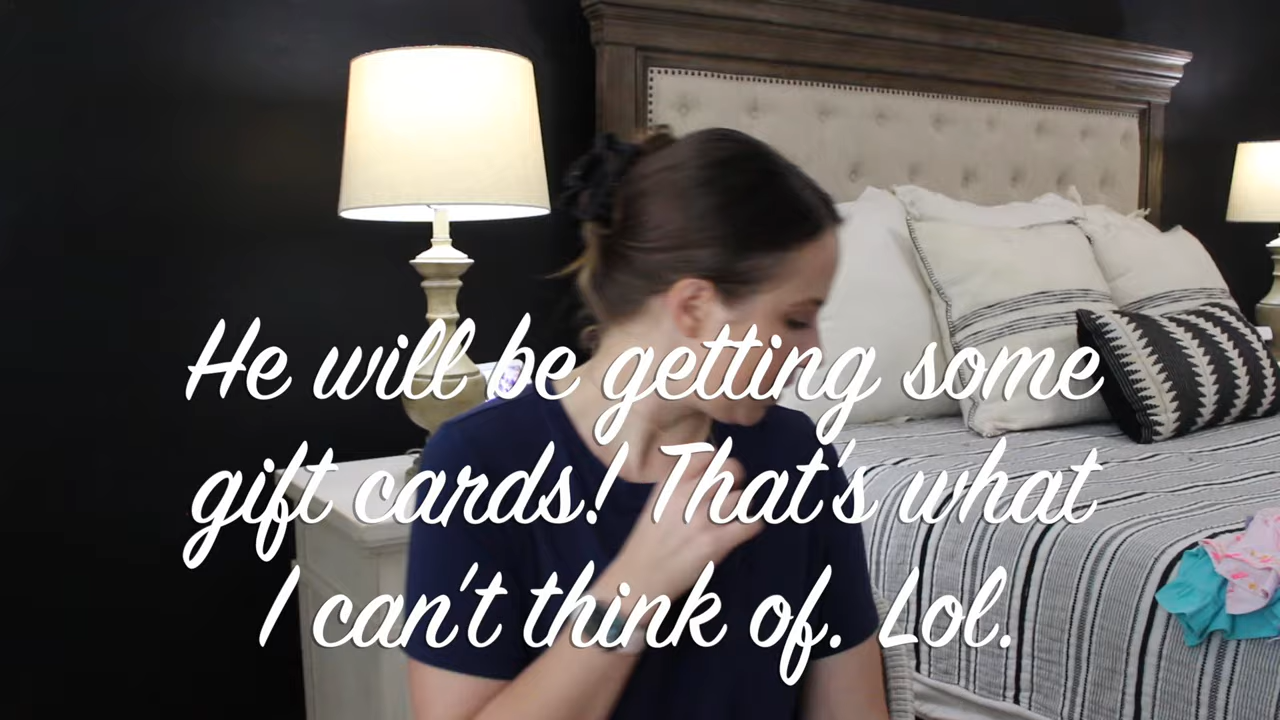 He will be getting some
gift cards! That's what
I can't think of. Lol.